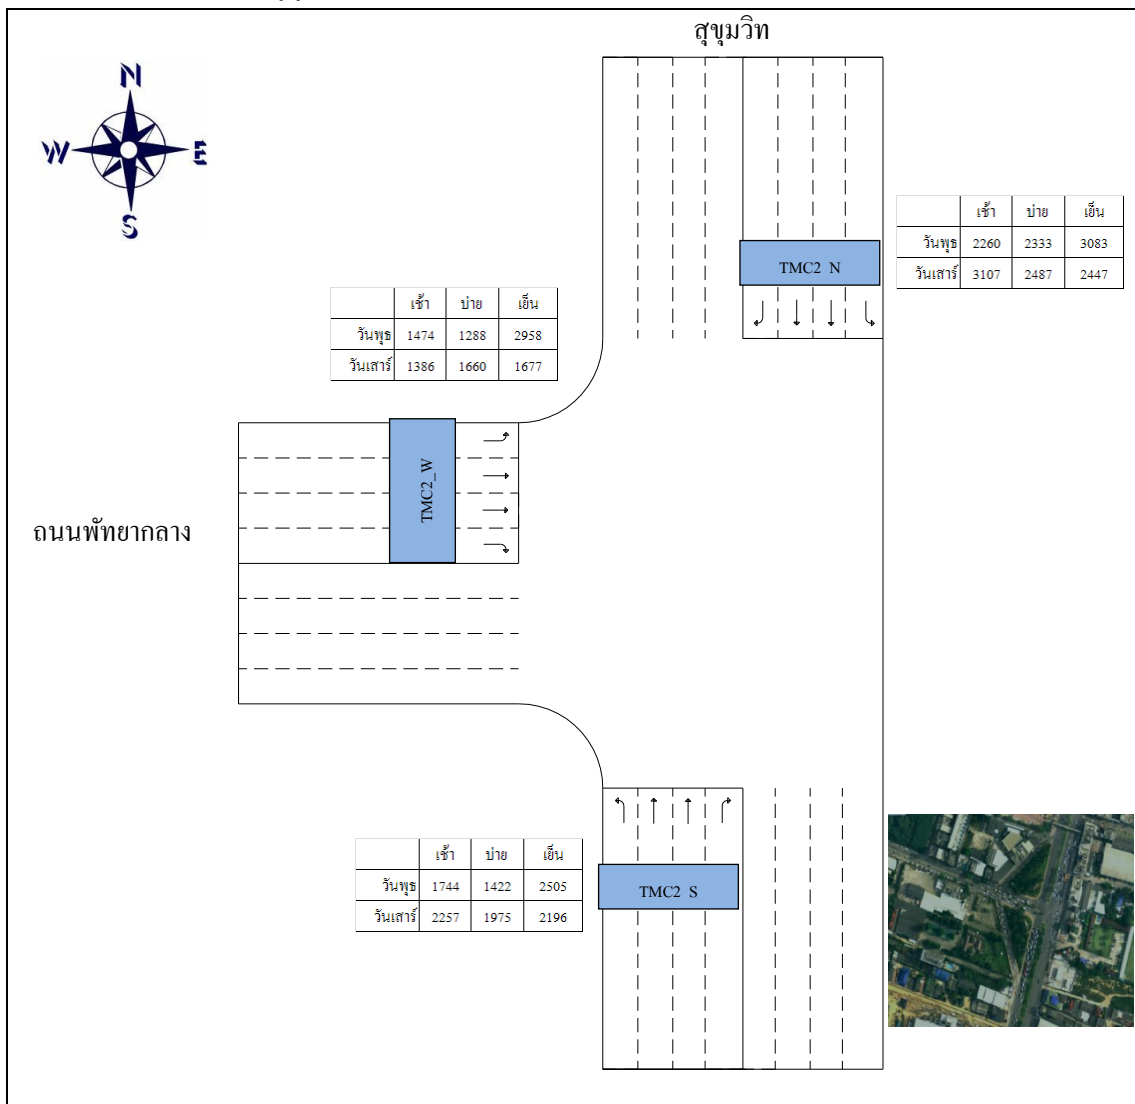 สุขุมวิท
N
W E
S
เช้า บ่าย เย็น
วันพุธ 2260 2333 3083
วันเสาร์ 3107 2487 2447
TMC2 N
เช้า บ่าย เย็น
วันพุธ 1474 1288 2958
วันเสาร์ 1386 1660 1677
TMC2_W
ถนนพัทยากลาง
เช้า บ่าย เย็น
วันพุธ 1744 1422 2505
วันเสาร์ 2257 1975 2196
TMC2 S